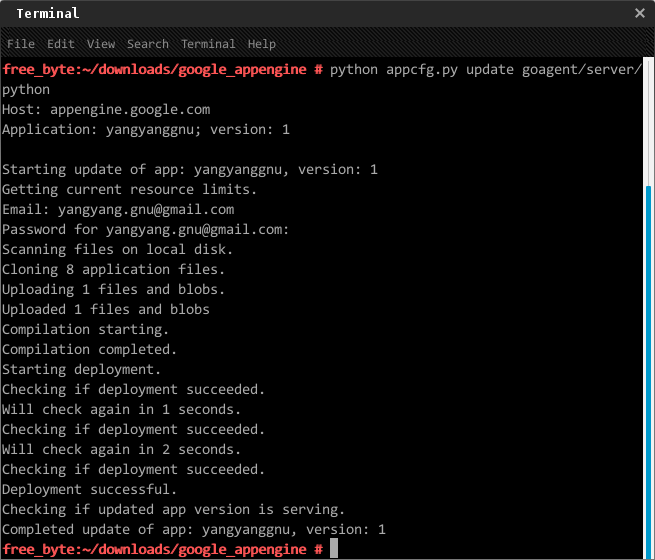 Terminal
File Edit View Search Terminal Help
free_byte:~/downloads/google_appengine # python appcfg.py update goagent/server/
python
Host: appengine.google.com
Application: yangyanggnu; version: 1
Starting update of app: yangyanggnu, version: 1
Getting current resource limits.
Email: yangyang.gnu@gmail.com
Password for yangyang.gnu@gmail.com:
Scanning files on local disk.
Cloning 8 application files.
Uploading 1 files and blobs.
Uploaded 1 files and blobs
Compilation starting.
Compilation completed.
Starting deployment.
Checking if deployment succeeded.
Will check again in 1 seconds.
Checking if deployment succeeded.
Will check again in 2 seconds.
Checking if deployment succeeded.
Deployment successful.
Checking if updated app version is serving.
Completed update of app: yangyanggnu, version: 1
free_byte:~/downloads/google_appengine #